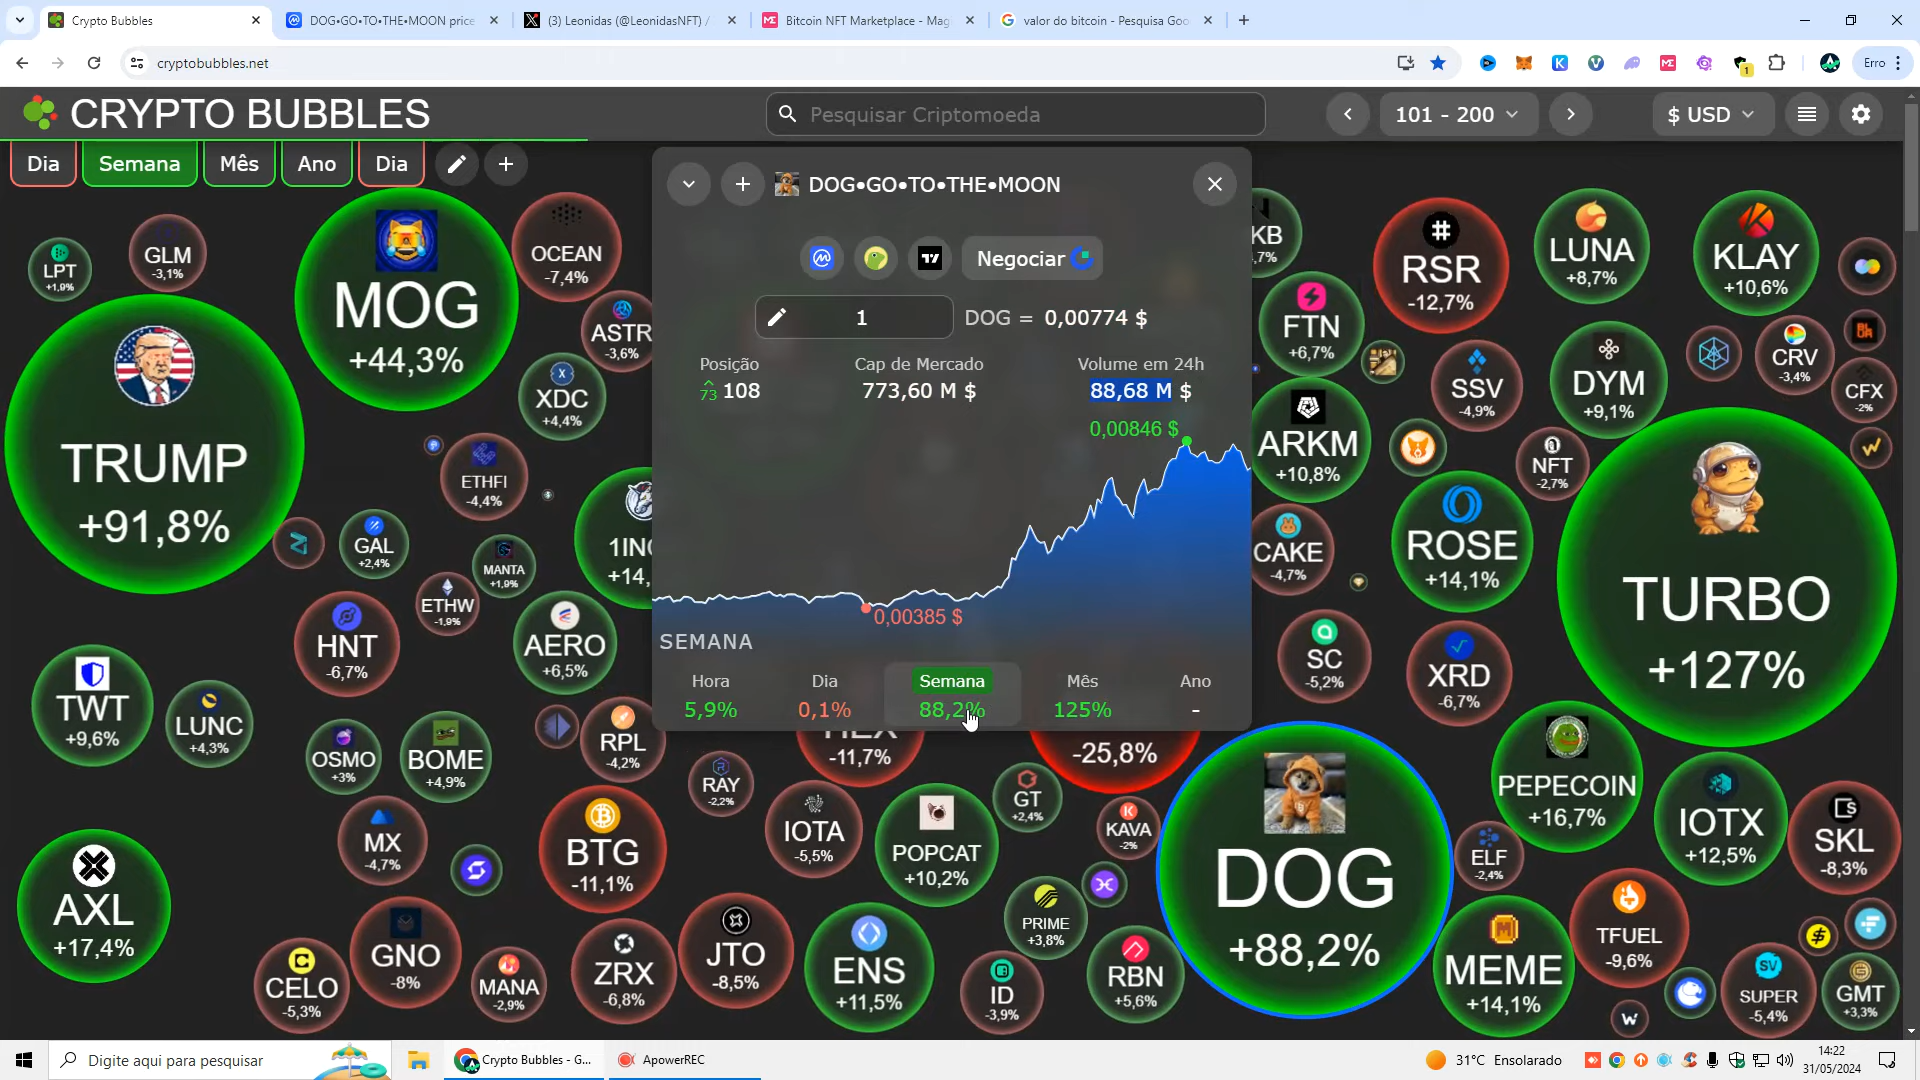 Crypto Bubbles
DOG•GO•TO•THE•MOON price
(3) Leonidas (@LeonidasNFT) /
Bitcoin NFT Marketplace - Mag
valor do bitcoin - Pesquisa Goo
cryptobubbles.net
Erro
CRYPTO BUBBLES
Pesquisar Criptomoeda
101 - 200
$ USD
Dia
Semana
Mês
Ano
Dia
DOG•GO•TO•THE•MOON
Negociar
1
DOG = 0,00774 $
Posição
73 108
Cap de Mercado
773,60 M $
Volume em 24h
88,68 M $
0,00846 $
0,00385 $
SEMANA
Hora
5,9%
Dia
0,1%
Semana
88,2%
Mês
125%
Ano
-
LPT
+1,9%
GLM
-3,1%
MOG
+44,3%
OCEAN
-7,4%
ASTR
-3,6%
TRUMP
+91,8%
XDC
+4,4%
ETHFI
-4,4%
GAL
+2,4%
MANTA
+1,9%
1IN
+14,
ETHW
-1,9%
HNT
-6,7%
AERO
+6,5%
TWT
+9,6%
LUNC
+4,3%
OSMO
+3%
BOME
+4,9%
RPL
-4,2%
HEX
-11,7%
-25,8%
RAY
-2,2%
MX
-4,7%
BTG
-11,1%
IOTA
-5,5%
POPCAT
+10,2%
GT
+2,4%
KAVA
-2%
AXL
+17,4%
CELO
-5,3%
GNO
-8%
MANA
-2,9%
ZRX
-6,8%
JTO
-8,5%
ENS
+11,5%
PRIME
+3,8%
ID
-3,9%
RBN
+5,6%
DOG
+88,2%
KB
,7%
RSR
-12,7%
LUNA
+8,7%
KLAY
+10,6%
FTN
+6,7%
SSV
-4,9%
DYM
+9,1%
CRV
-3,4%
CFX
-2%
ARKM
+10,8%
NFT
-2,7%
CAKE
-4,7%
ROSE
+14,1%
TURBO
+127%
SC
-5,2%
XRD
-6,7%
PEPECOIN
+16,7%
IOTX
+12,5%
SKL
-8,3%
ELF
-2,4%
MEME
+14,1%
TFUEL
-9,6%
SUPER
-5,4%
GMT
+3,3%
Digite aqui para pesquisar
Crypto Bubbles - G...
ApowerREC
31°C Ensolarado
14:22
31/05/2024